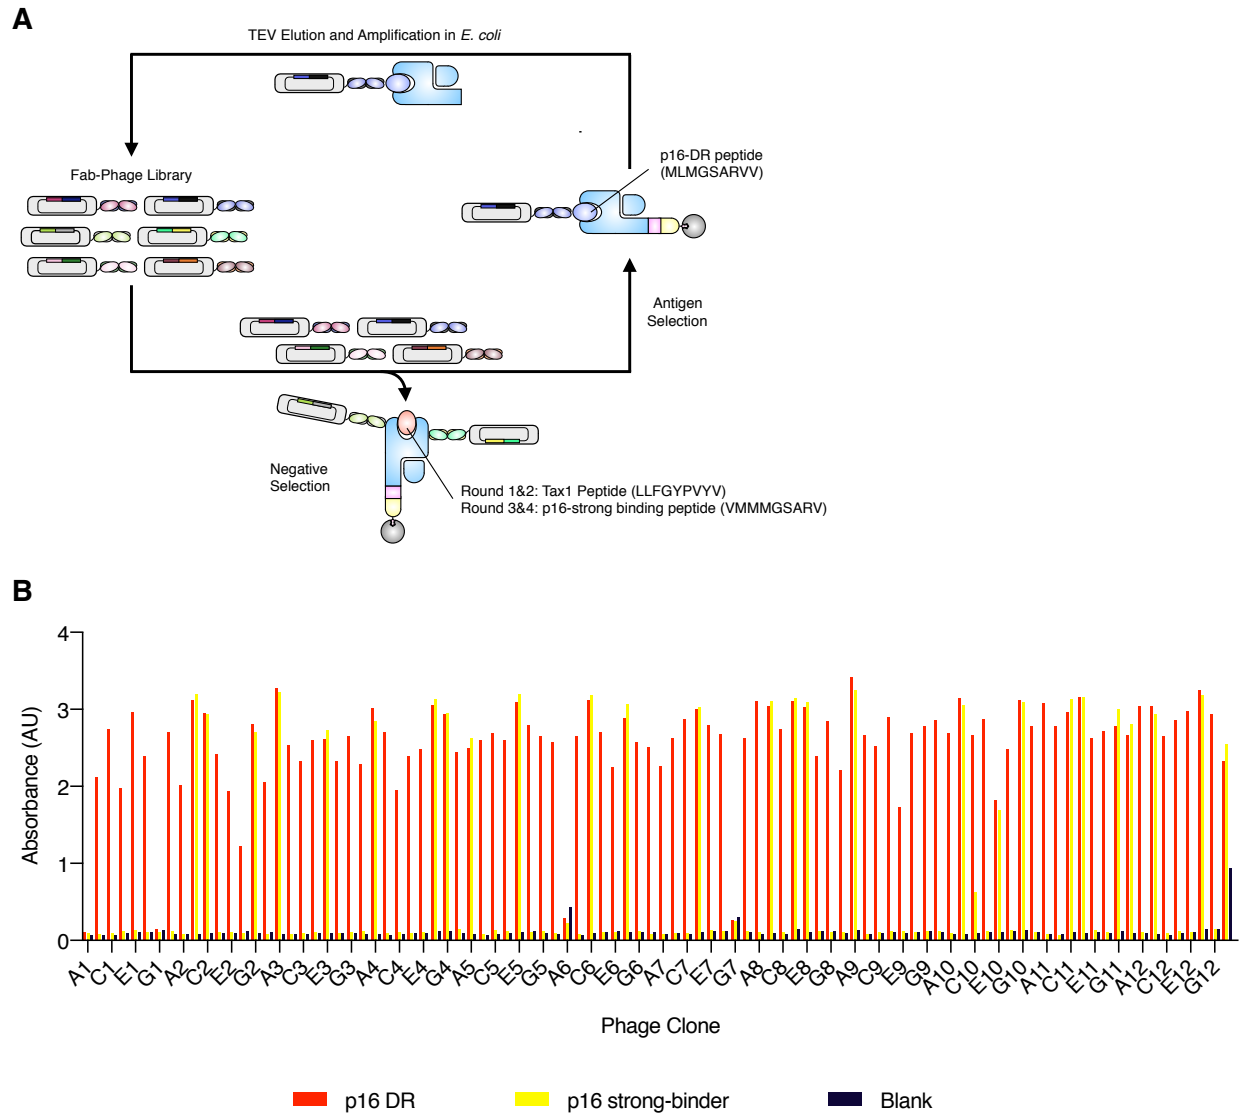 A
TEV Elution and Amplification in E. coli
p16-DR peptide
(MLMGSARVV)
Fab-Phage Library
Antigen
Selection
Negative
Selection
Round 1&2: Tax1 Peptide (LLFGYPVYV)
Round 3&4: p16-strong binding peptide (VMMMGSARV)
B
4
3
2
1
0
Absorbance (AU)
A1 C1 E1 G1 A2 C2 E2 G2 A3 C3 E3 G3 A4 C4 E4 G4 A5 C5 E5 G5 A6 C6 E6 G6 A7 C7 E7 G7 A8 C8 E8 G8 A9 C9 E9 G9 A10 C10 E10 G10 A11 C11 E11 G11 A12 C12 E12 G12
Phage Clone
p16 DR p16 strong-binder Blank